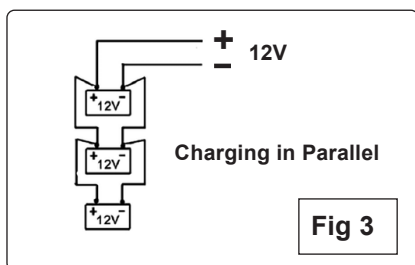 + 12V
−
+ −
12V
Charging in Parallel
+ −
12V
+ −
12V
Fig 3